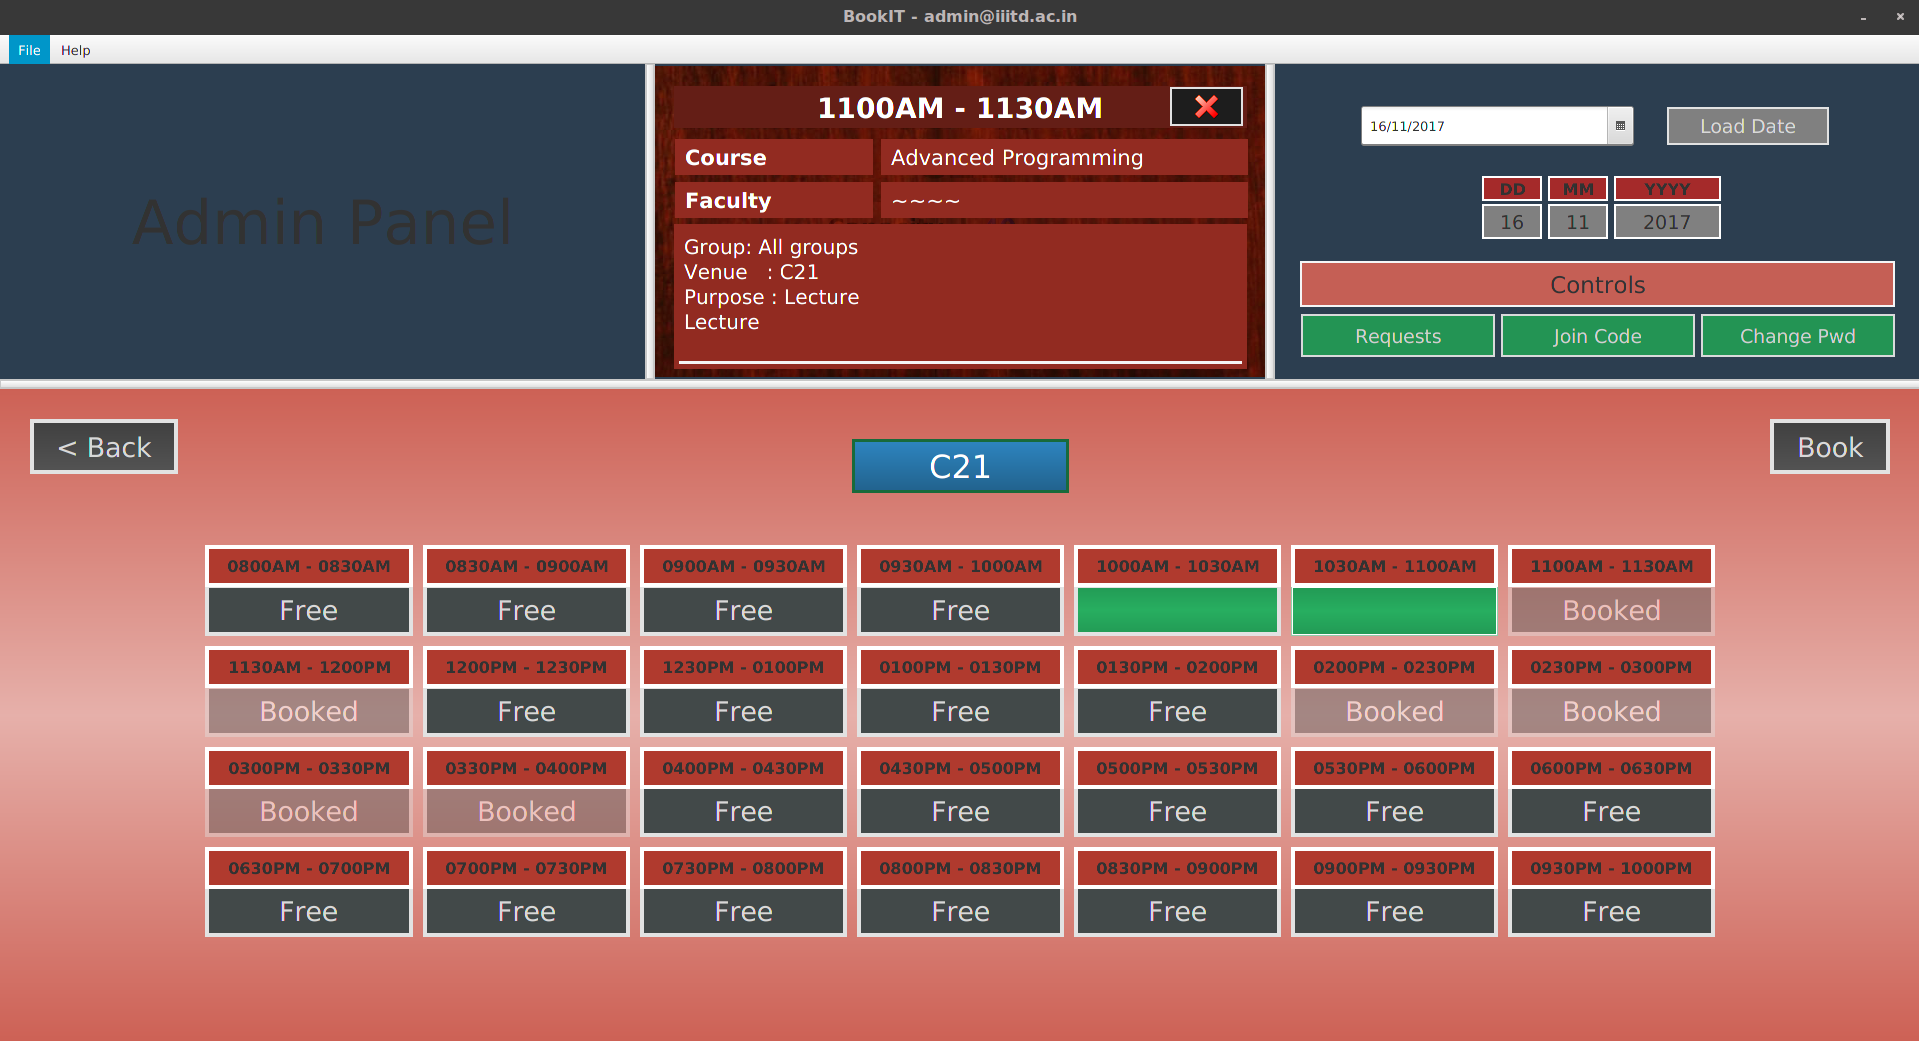 BookIT - admin@iiitd.ac.in
File Help
Admin Panel
1100AM - 1130AM
Course Advanced Programming
Faculty ~~~~
Group: All groups
Venue : C21
Purpose : Lecture
Lecture
16/11/2017 Load Date
DD MM YYYY
16 11 2017
Controls
Requests Join Code Change Pwd
< Back
C21
Book
0800AM - 0830AM 0830AM - 0900AM 0900AM - 0930AM 0930AM - 1000AM 1000AM - 1030AM 1030AM - 1100AM 1100AM - 1130AM
Free Free Free Free Booked
1130AM - 1200PM 1200PM - 1230PM 1230PM - 0100PM 0100PM - 0130PM 0130PM - 0200PM 0200PM - 0230PM 0230PM - 0300PM
Booked Free Free Free Free Booked Booked
0300PM - 0330PM 0330PM - 0400PM 0400PM - 0430PM 0430PM - 0500PM 0500PM - 0530PM 0530PM - 0600PM 0600PM - 0630PM
Booked Booked Free Free Free Free Free
0630PM - 0700PM 0700PM - 0730PM 0730PM - 0800PM 0800PM - 0830PM 0830PM - 0900PM 0900PM - 0930PM 0930PM - 1000PM
Free Free Free Free Free Free Free